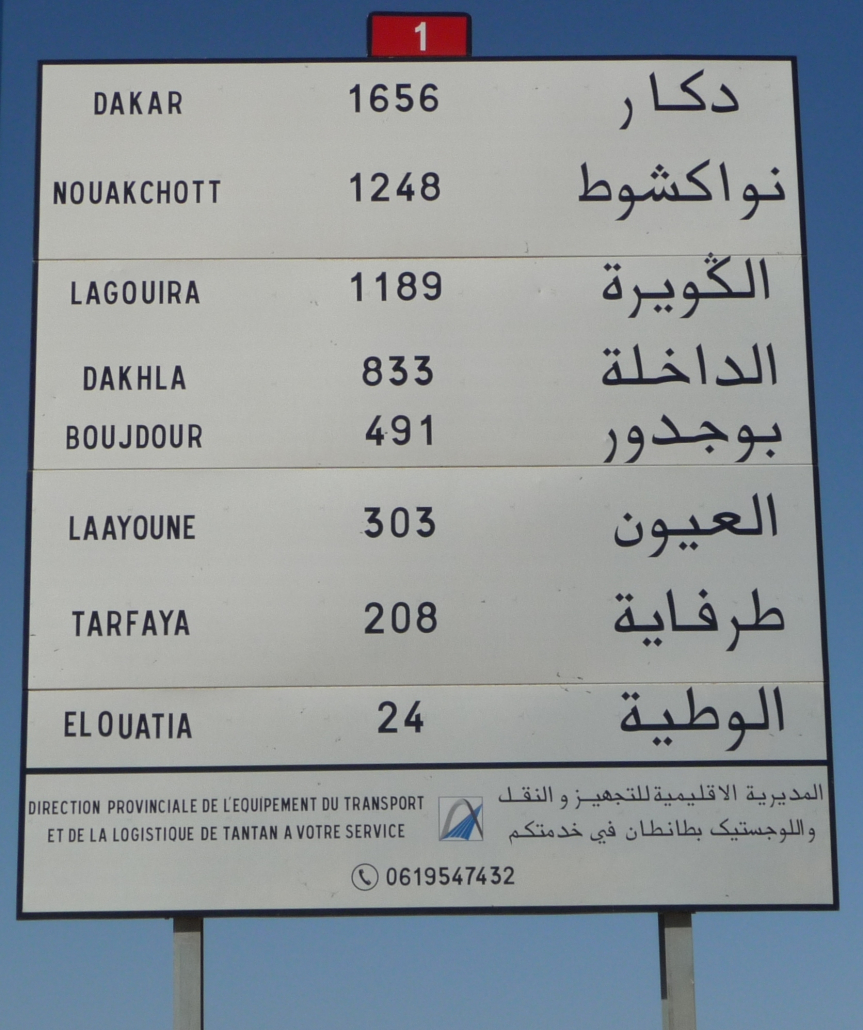 1
DAKAR 1656 دكار
NOUAKCHOTT 1248 نواكشوط
LAGOUIRA 1189 الݣويرة
DAKHLA 833 الداخلة
BOUJDOUR 491 بوجدور
LAAYOUNE 303 العيون
TARFAYA 208 طرفاية
EL OUATIA 24 الوطية
DIRECTION PROVINCIALE DE L'EQUIPEMENT DU TRANSPORT
ET DE LA LOGISTIQUE DE TANTAN A VOTRE SERVICE
المديرية الاقليمية للتجهيز و النقل
واللوجستيك بطانطان في خدمتكم
0619547432